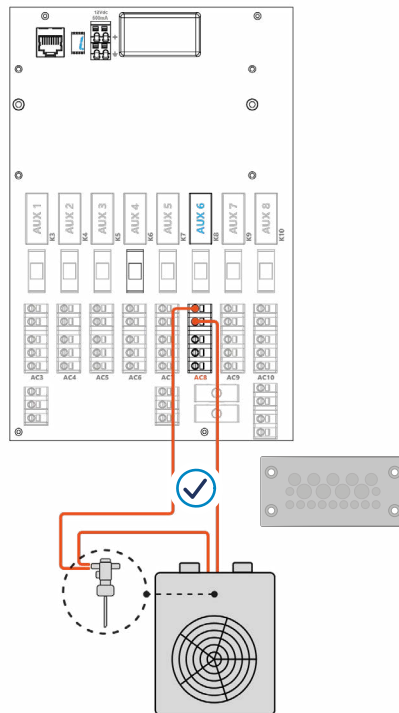 12Vdc
500mA
AUX 1
AUX 2
AUX 3
AUX 4
AUX 5
AUX 6
AUX 7
AUX 8
K3
K4
K5
K6
K7
K8
K9
K10
AC3
AC4
AC5
AC6
AC8
AC9
AC10